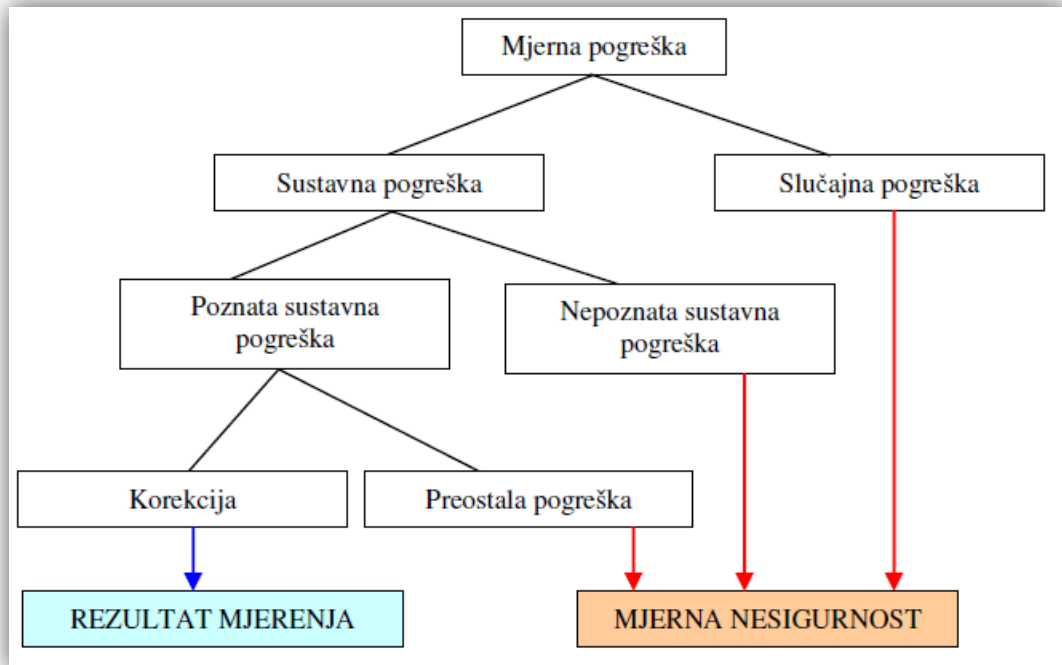 Mjerna pogreška
Sustavna pogreška
Slučajna pogreška
Poznata sustavna
pogreška
Nepoznata sustavna
pogreška
Korekcija
Preostala pogreška
REZULTAT MJERENJA
MJERNA NESIGURNOST